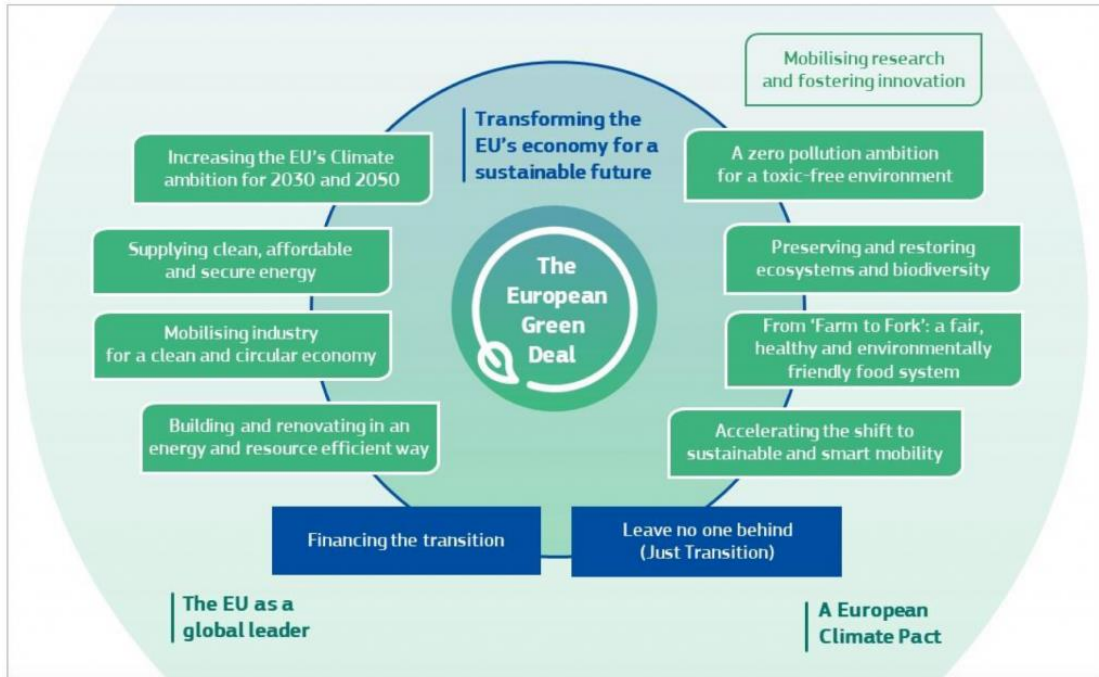 Mobilising research
and fostering innovation
Transforming the
EU's economy for a
sustainable future
Increasing the EU's Climate
ambition for 2030 and 2050
A zero pollution ambition
for a toxic-free environment
Supplying clean, affordable
and secure energy
Preserving and restoring
ecosystems and biodiversity
The
European
Green
Deal
Mobilising industry
for a clean and circular economy
From ‘Farm to Fork’: a fair,
healthy and environmentally
friendly food system
Building and renovating in an
energy and resource efficient way
Accelerating the shift to
sustainable and smart mobility
Financing the transition
Leave no one behind
(Just Transition)
The EU as a
global leader
A European
Climate Pact